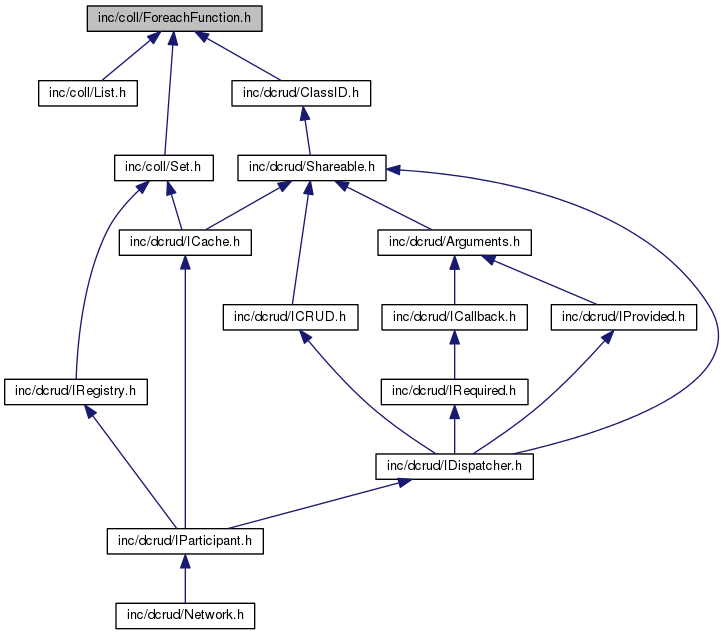 inc/coll/ForeachFunction.h
inc/coll/List.h
inc/dcrud/ClassID.h
inc/coll/Set.h
inc/dcrud/Shareable.h
inc/dcrud/ICache.h
inc/dcrud/Arguments.h
inc/dcrud/ICRUD.h
inc/dcrud/ICallback.h
inc/dcrud/IProvided.h
inc/dcrud/IRegistry.h
inc/dcrud/IRequired.h
inc/dcrud/IDispatcher.h
inc/dcrud/IParticipant.h
inc/dcrud/Network.h